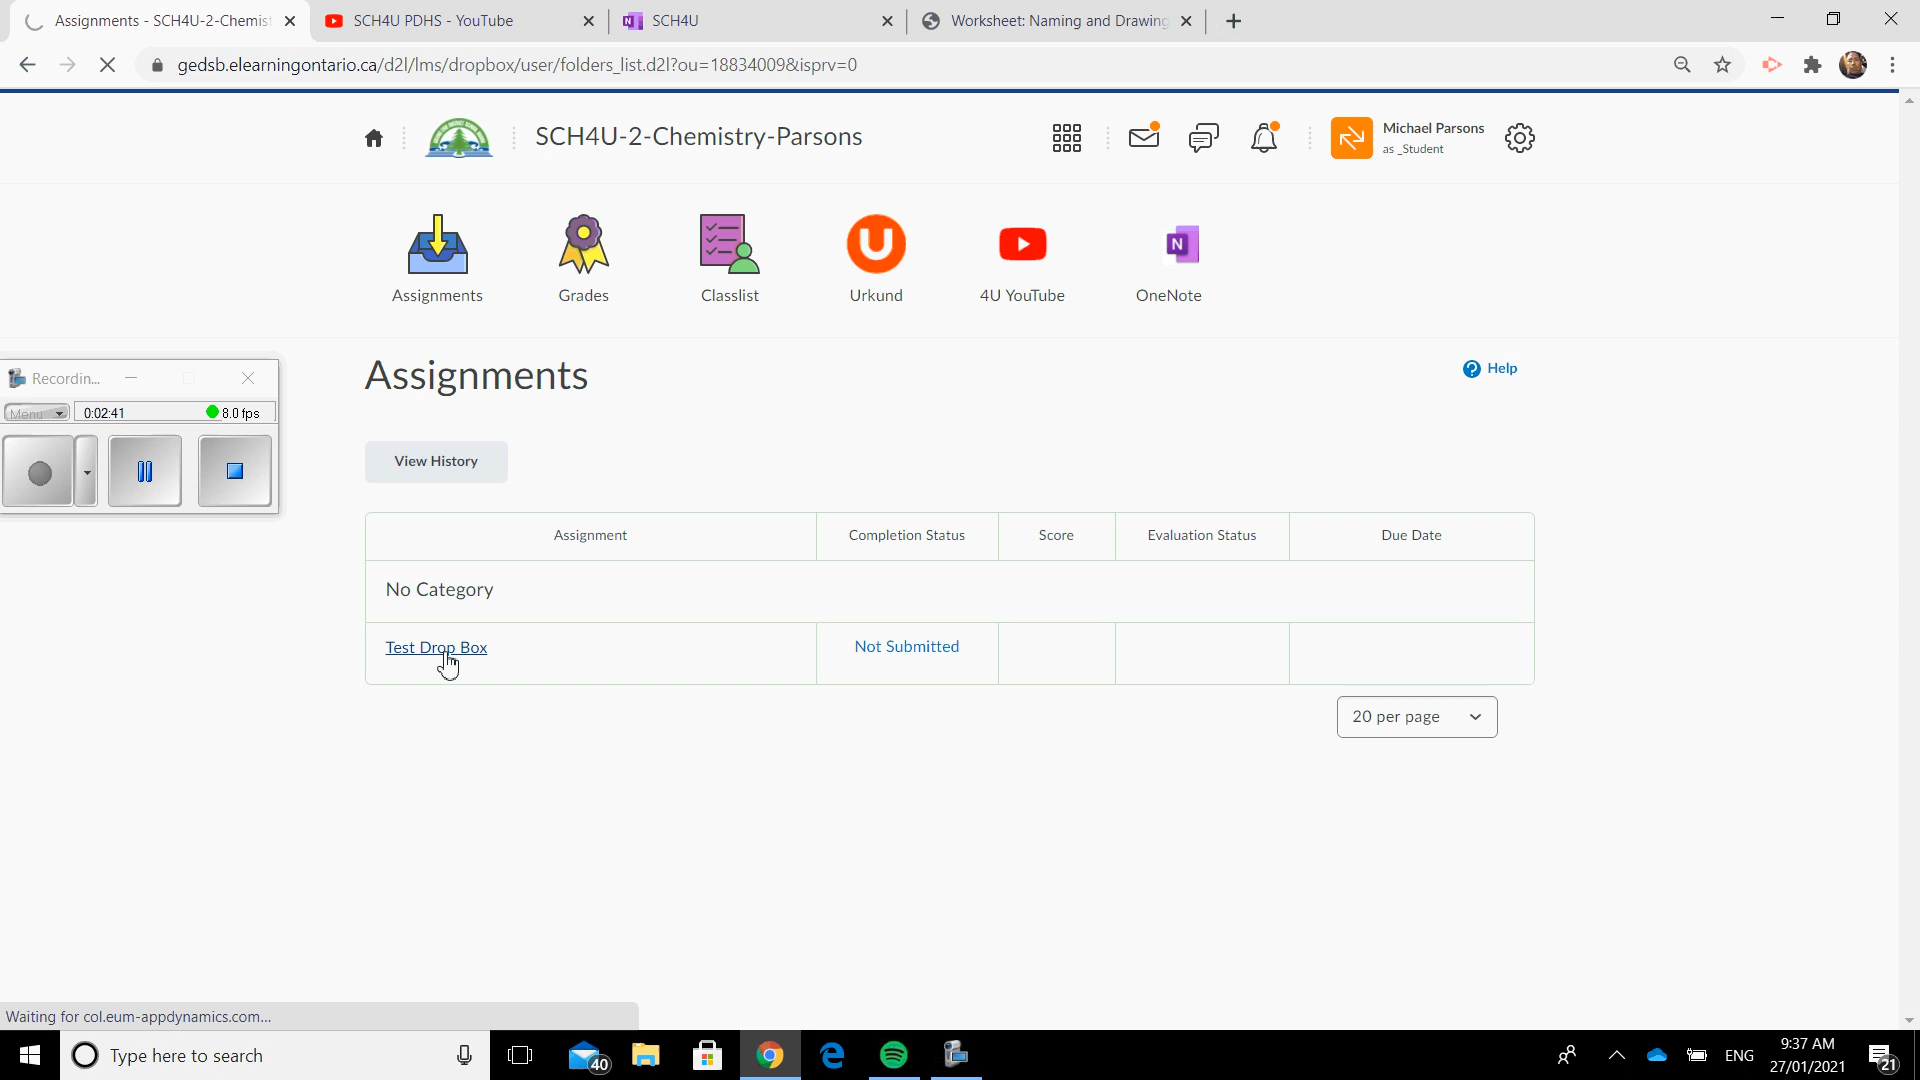 Assignments - SCH4U-2-Chemist
SCH4U PDHS - YouTube
SCH4U
Worksheet: Naming and Drawing
gedsb.elearningontario.ca/d2l/lms/dropbox/user/folders_list.d2l?ou=18834009&isprv=0
SCH4U-2-Chemistry-Parsons
Michael Parsons
as _Student
Assignments
Grades
Classlist
Urkund
4U YouTube
OneNote
Assignments
Help
Recordin...
Menu
0:02:41
8.0 fps
View History
Assignment
Completion Status
Score
Evaluation Status
Due Date
No Category
Test Drop Box
Not Submitted
20 per page
Waiting for col.eum-appdynamics.com...
Type here to search
40
ENG
9:37 AM
27/01/2021
21